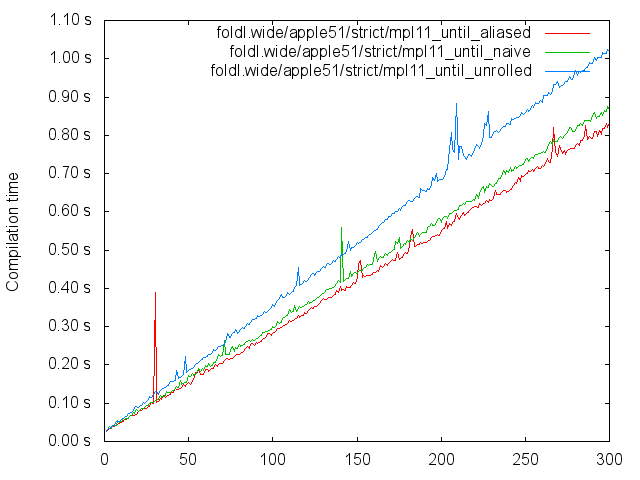 1.10 s
foldl.wide/apple51/strict/mpl11_until_aliased
1.00 s
foldl.wide/apple51/strict/mpl11_until_naive
foldl.wide/apple51/strict/mpl11_until_unrolled
0.90 s
0.80 s
0.70 s
0.60 s
0.50 s
0.40 s
0.30 s
0.20 s
0.10 s
0.00 s
Compilation time
0 50 100 150 200 250 300